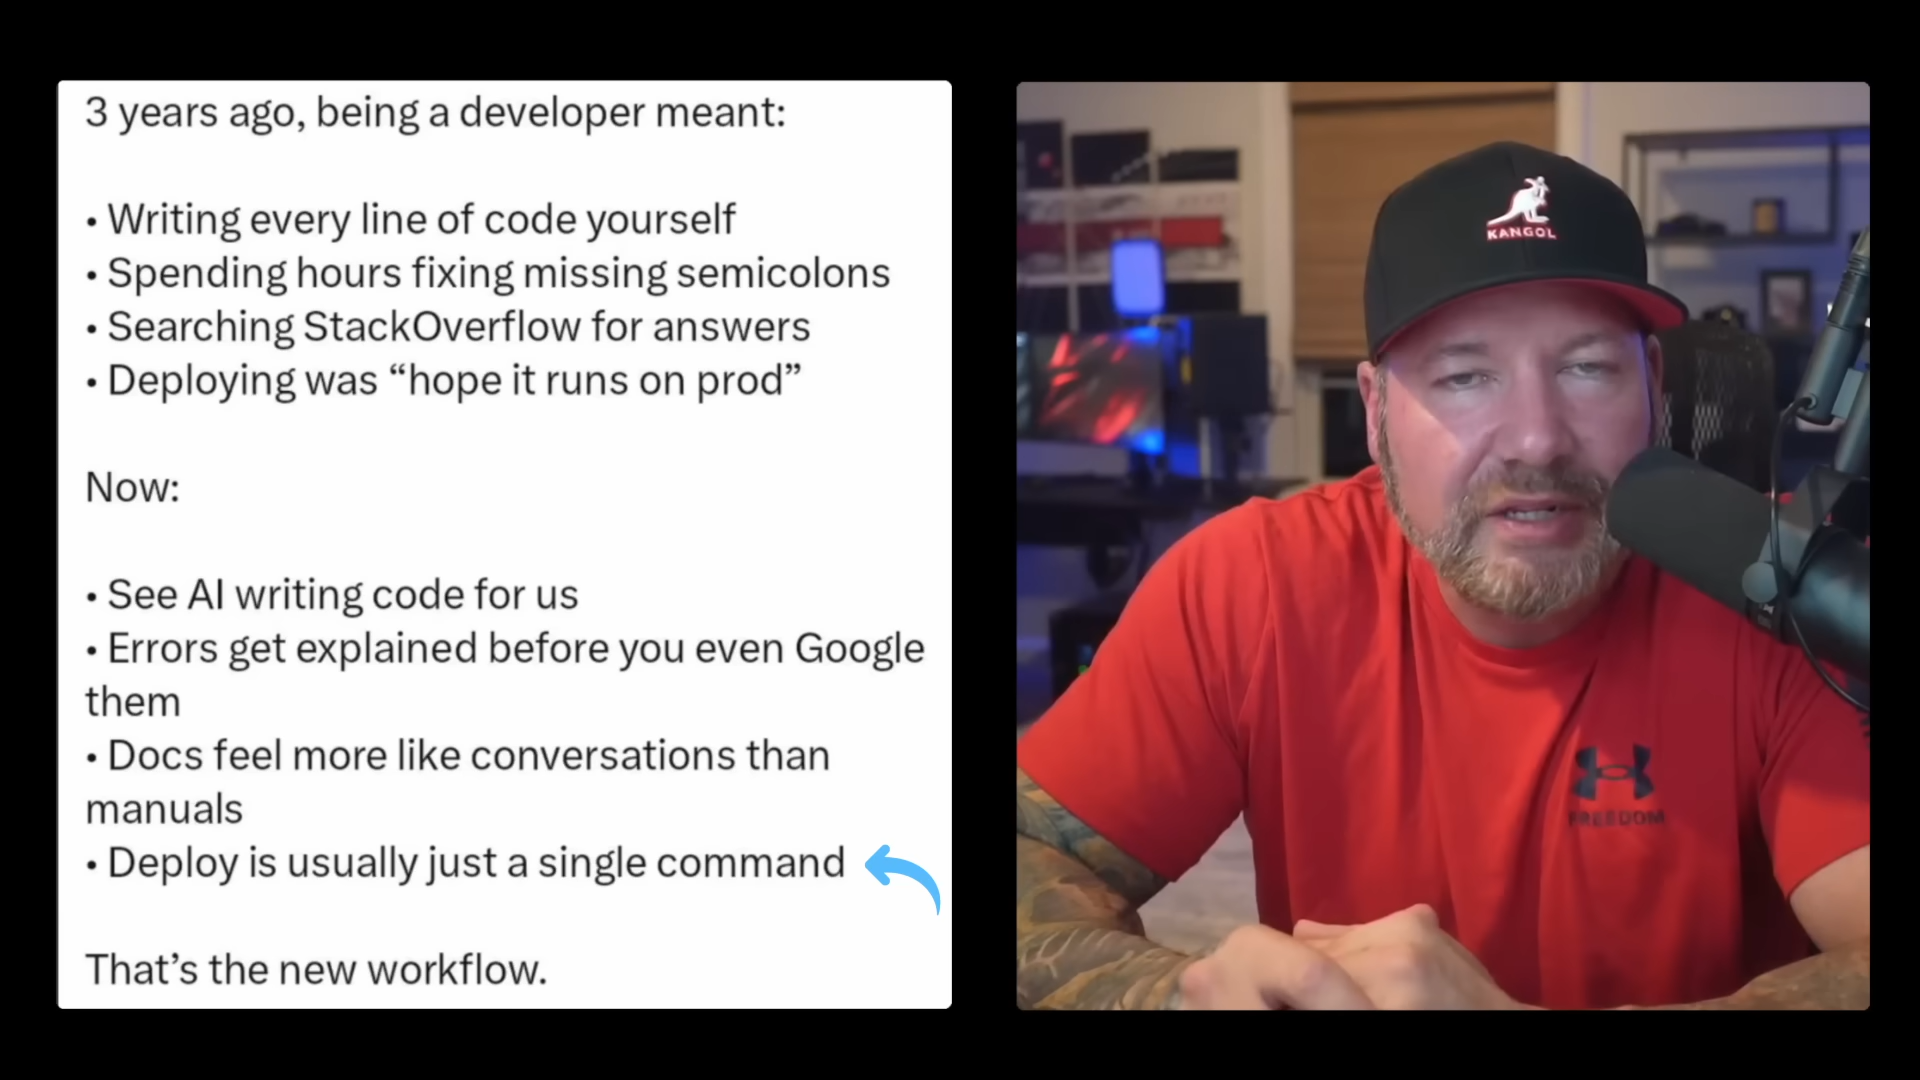 3 years ago, being a developer meant:
• Writing every line of code yourself
• Spending hours fixing missing semicolons
• Searching StackOverflow for answers
• Deploying was “hope it runs on prod”
Now:
• See AI writing code for us
• Errors get explained before you even Google
them
• Docs feel more like conversations than
manuals
• Deploy is usually just a single command
That’s the new workflow.
KANGOL
FREEDOM